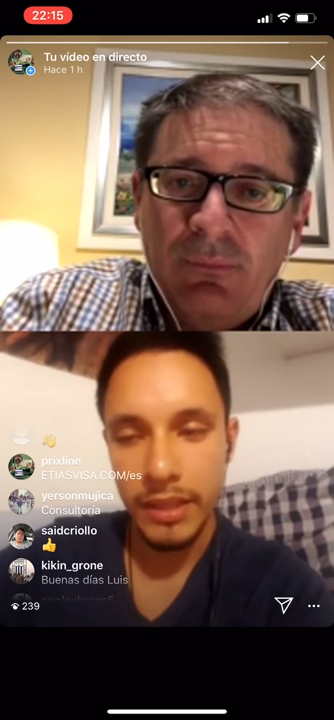 22:15
Tu vídeo en directo
Hace 1 h
prixline
ETIASVISA.COM/es
yersonmujica
Consultoría
saidcriollo
👍
kikin_grone
Buenas días Luis
239